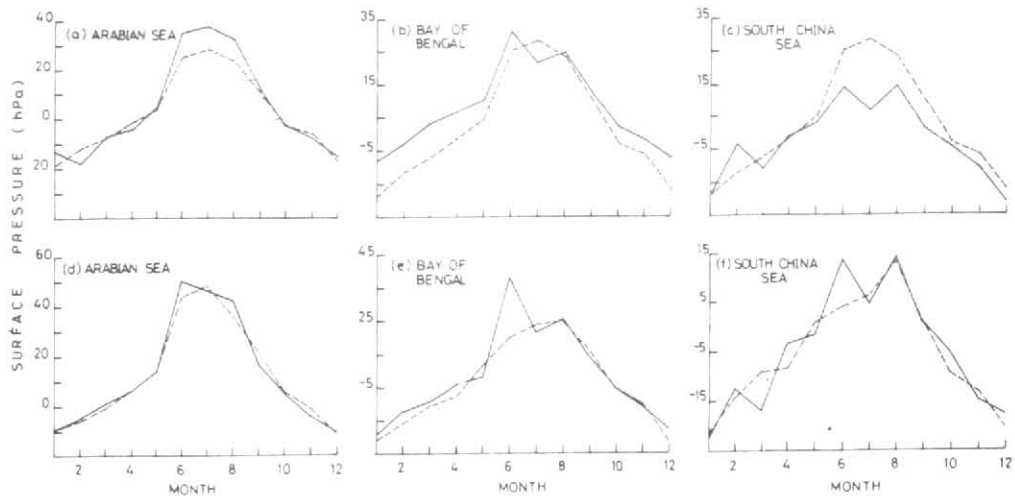 SURFACE PRESSURE ( hPa )
(a) ARABIAN SEA
40
20
0
20
40
(b) BAY OF
BENGAL
35
15
-5
(c) SOUTH CHINA
SEA
35
15
-5
(d) ARABIAN SEA
60
40
20
0
2 4 6 8 10 12
MONTH
(e) BAY OF
BENGAL
45
25
-5
2 4 6 8 10 12
MONTH
(f) SOUTH CHINA
SEA
15
5
-5
-15
2 4 6 8 10 12
MONTH